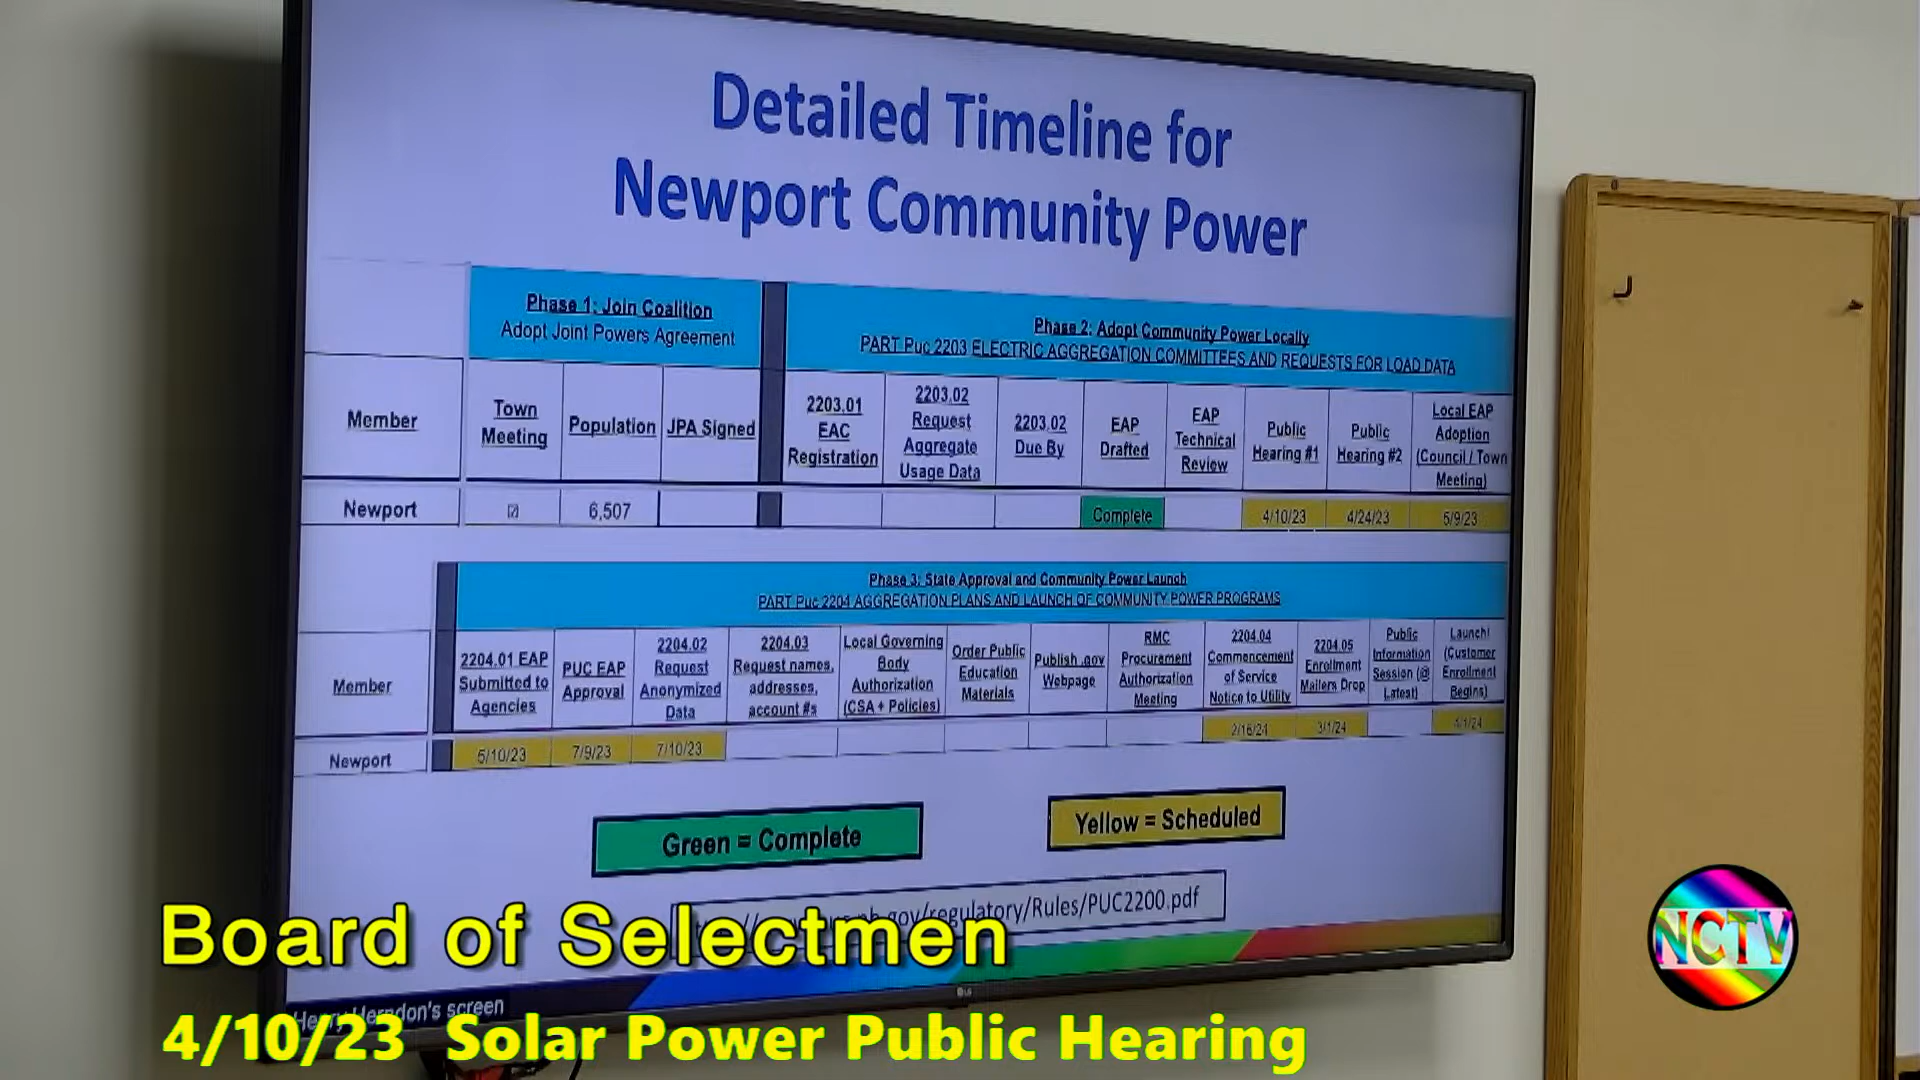 Detailed Timeline for
Newport Community Power
Phase 1: Join Coalition
Adopt Joint Powers Agreement
Phase 2: Adopt Community Power Locally
PART Puc 2203 ELECTRIC AGGREGATION COMMITTEES AND REQUESTS FOR LOAD DATA
Member
Town
Meeting
Population
JPA Signed
2203.01
EAC
Registration
2203.02
Request
Aggregate
Usage Data
2203.02
Due By
EAP
Drafted
EAP
Technical
Review
Public
Hearing #1
Public
Hearing #2
Local EAP
Adoption
(Council / Town
Meeting)
Newport
☑
6,507
Complete
4/10/23
4/24/23
5/9/23
Phase 3: State Approval and Community Power Launch
PART Puc 2204 AGGREGATION PLANS AND LAUNCH OF COMMUNITY POWER PROGRAMS
Member
2204.01 EAP
Submitted to
Agencies
PUC EAP
Approval
2204.02
Request
Anonymized
Data
2204.03
Request names,
addresses,
account #s
Local Governing
Body
Authorization
(CSA + Policies)
Order Public
Education
Materials
Publish .gov
Webpage
RMC
Procurement
Authorization
Meeting
2204.04
Commencement
of Service
Notice to Utility
2204.05
Enrollment
Mailers Drop
Public
Information
Session (@
Latest)
Launch!
(Customer
Enrollment
Begins)
Newport
5/10/23
7/9/23
7/10/23
2/16/24
3/1/24
4/1/24
Green = Complete
Yellow = Scheduled
.gov/regulatory/Rules/PUC2200.pdf
Board of Selectmen
Henry Herndon's screen
LG
4/10/23 Solar Power Public Hearing
NCTV